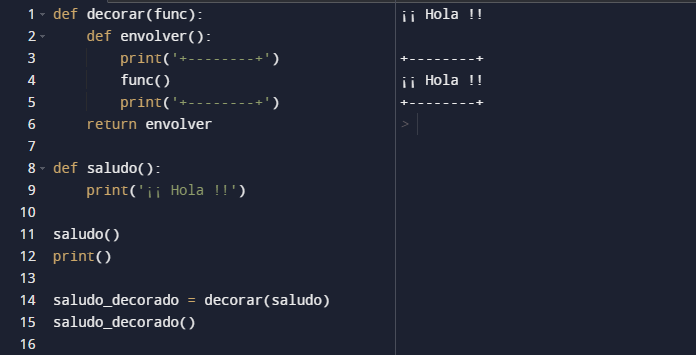 1 def decorar(func):
2     def envolver():
3         print('+--------+')
4         func()
5         print('+--------+')
6     return envolver
7
8 def saludo():
9     print('¡¡ Hola !!')
10
11 saludo()
12 print()
13
14 saludo_decorado = decorar(saludo)
15 saludo_decorado()
16
¡¡ Hola !!

+--------+
¡¡ Hola !!
+--------+
>